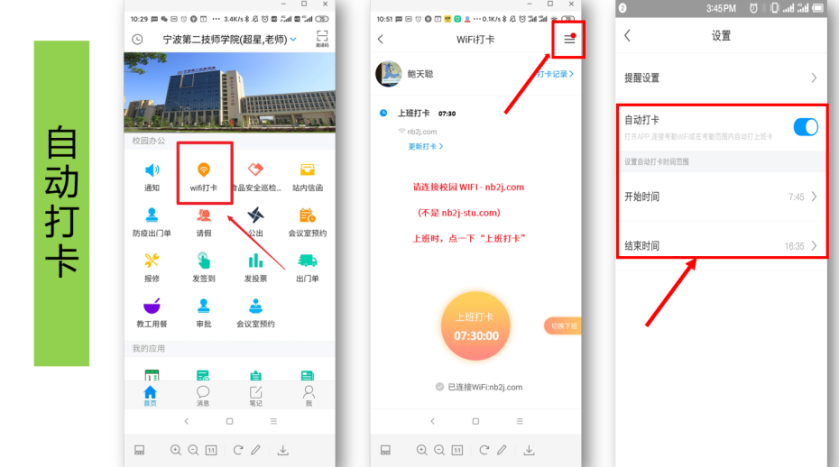 自动打卡
10:29
3.4K/s
宁波第二技师学院(超星,老师)
校园办公
通知
wifi打卡
食品安全巡检...
站内信函
防疫出门单
请假
公出
会议室预约
报修
发签到
发投票
出门单
教工用餐
审批
会议室预约
我的应用
首页
消息
笔记
我
10:51
0.1K/s
WiFi打卡
鲍天聪
打卡记录
上班打卡 07:30
nb2j.com
更新打卡
请连接校园 WIFI - nb2j.com
(不是 nb2j-stu.com)
上班时，点一下“上班打卡”
上班打卡
07:30:00
切换下班
已连接WiFi:nb2j.com
3:45PM
设置
提醒设置
自动打卡
打开APP,连接考勤WiFi或在考勤范围内自动打上班卡
设置自动打卡时间范围
开始时间 7:45
结束时间 16:35